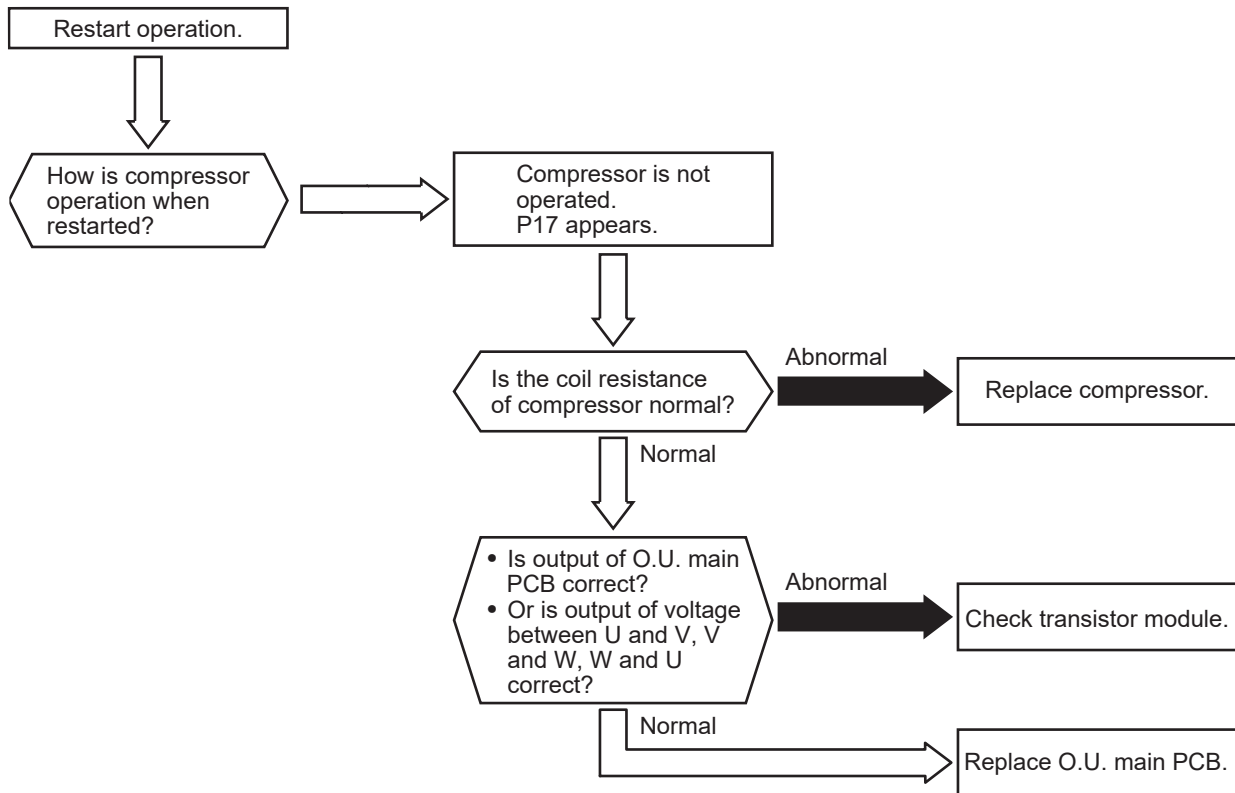 Restart operation.
How is compressor
operation when
restarted?
Compressor is not
operated.
P17 appears.
Is the coil resistance
of compressor normal?
Abnormal
Replace compressor.
Normal
• Is output of O.U. main
PCB correct?
• Or is output of voltage
between U and V, V
and W, W and U
correct?
Abnormal
Check transistor module.
Normal
Replace O.U. main PCB.